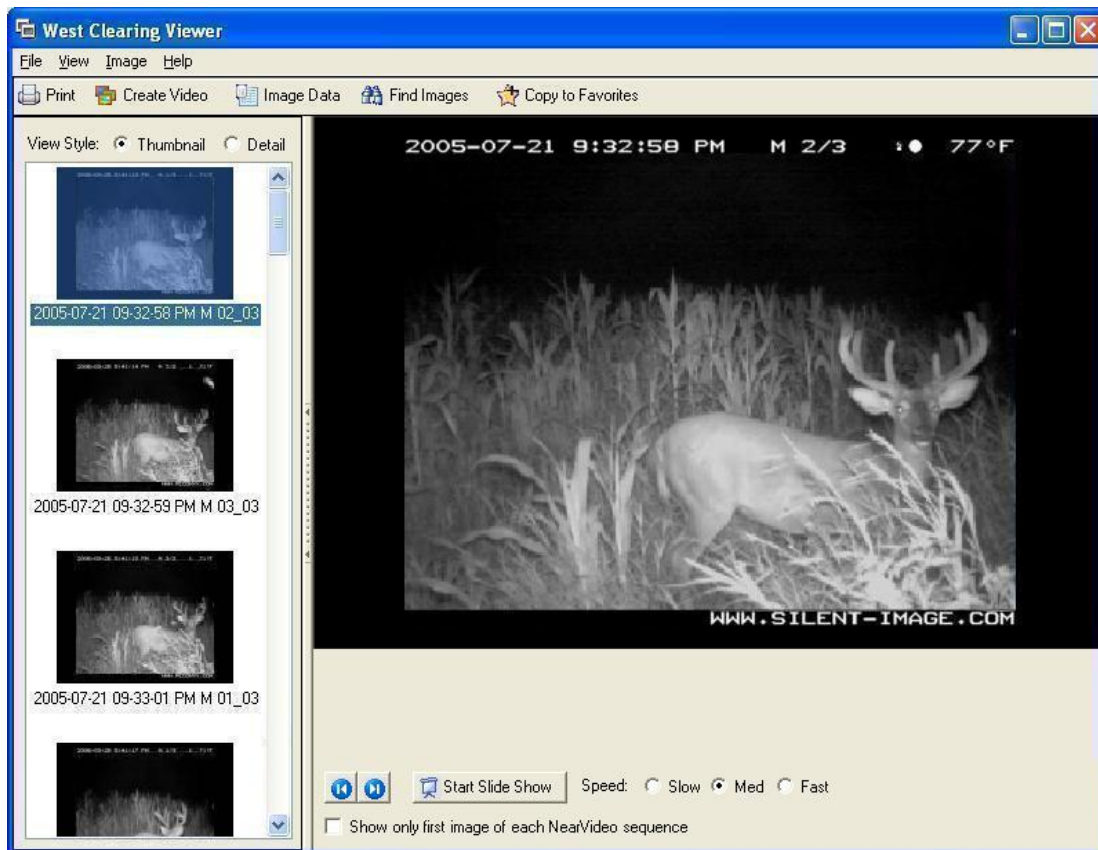 West Clearing Viewer
File View Image Help
Print Create Video Image Data Find Images Copy to Favorites
View Style: Thumbnail Detail
2005-07-21 09-32-58 PM M 02_03
2005-07-21 09-32-59 PM M 03_03
2005-07-21 09-33-01 PM M 01_03
2005-07-21 9:32:58 PM M 2/3 77°F
WWW.SILENT-IMAGE.COM
Start Slide Show Speed: Slow Med Fast
Show only first image of each NearVideo sequence